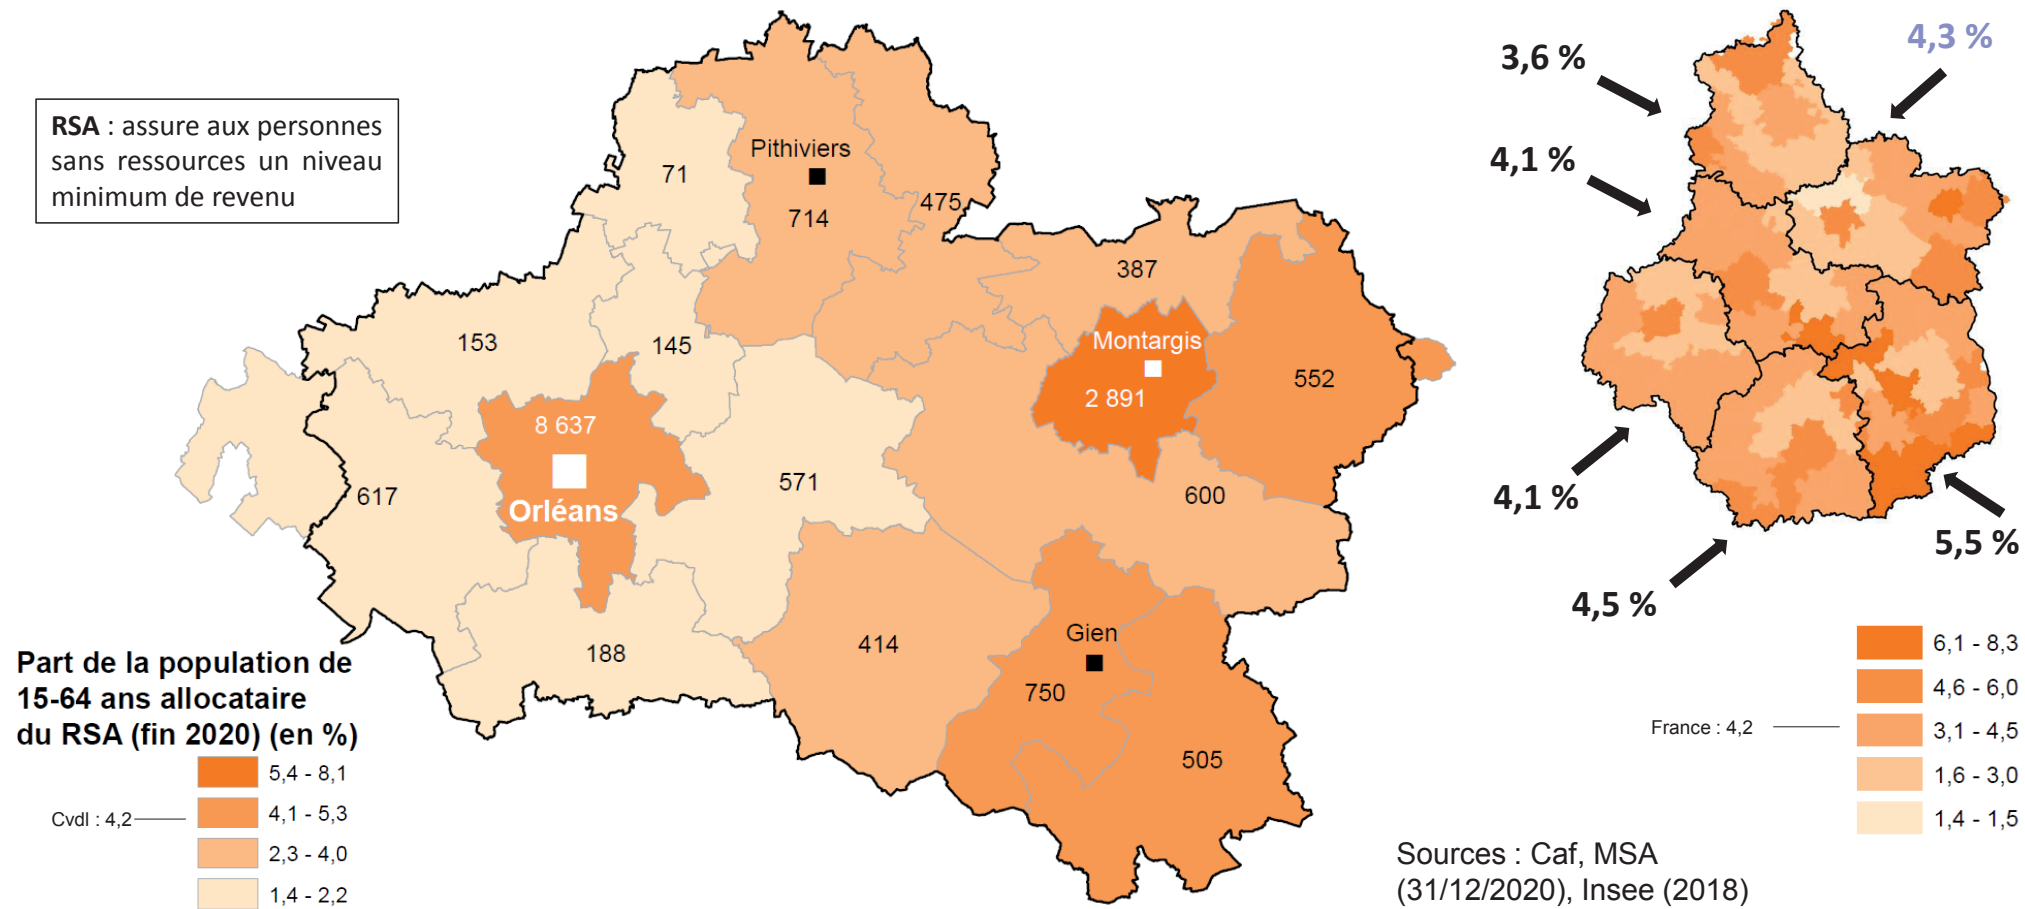 RSA : assure aux personnes
sans ressources un niveau
minimum de revenu
Pithiviers
71
714
475
387
153
145
Montargis
2 891
552
8 637
Orléans
617
571
600
188
414
Gien
750
505
Part de la population de
15-64 ans allocataire
du RSA (fin 2020) (en %)
5,4 - 8,1
Cvdl : 4,2
4,1 - 5,3
2,3 - 4,0
1,4 - 2,2
3,6 %
4,3 %
4,1 %
4,1 %
5,5 %
4,5 %
6,1 - 8,3
4,6 - 6,0
France : 4,2
3,1 - 4,5
1,6 - 3,0
1,4 - 1,5
Sources : Caf, MSA
(31/12/2020), Insee (2018)